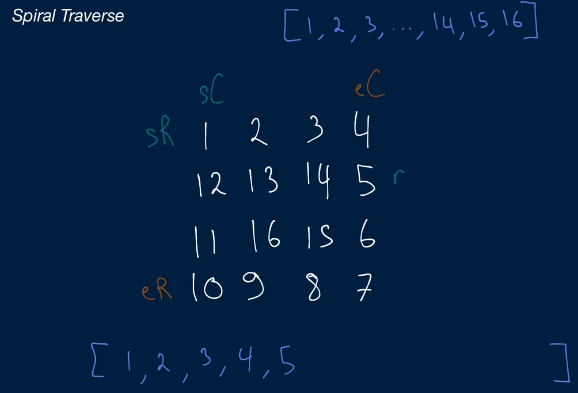 Spiral Traverse
[1, 2, 3, ..., 14, 15, 16]
sC eC
sR 1 2 3 4
12 13 14 5 r
11 16 15 6
eR 10 9 8 7
[1, 2, 3, 4, 5 ]